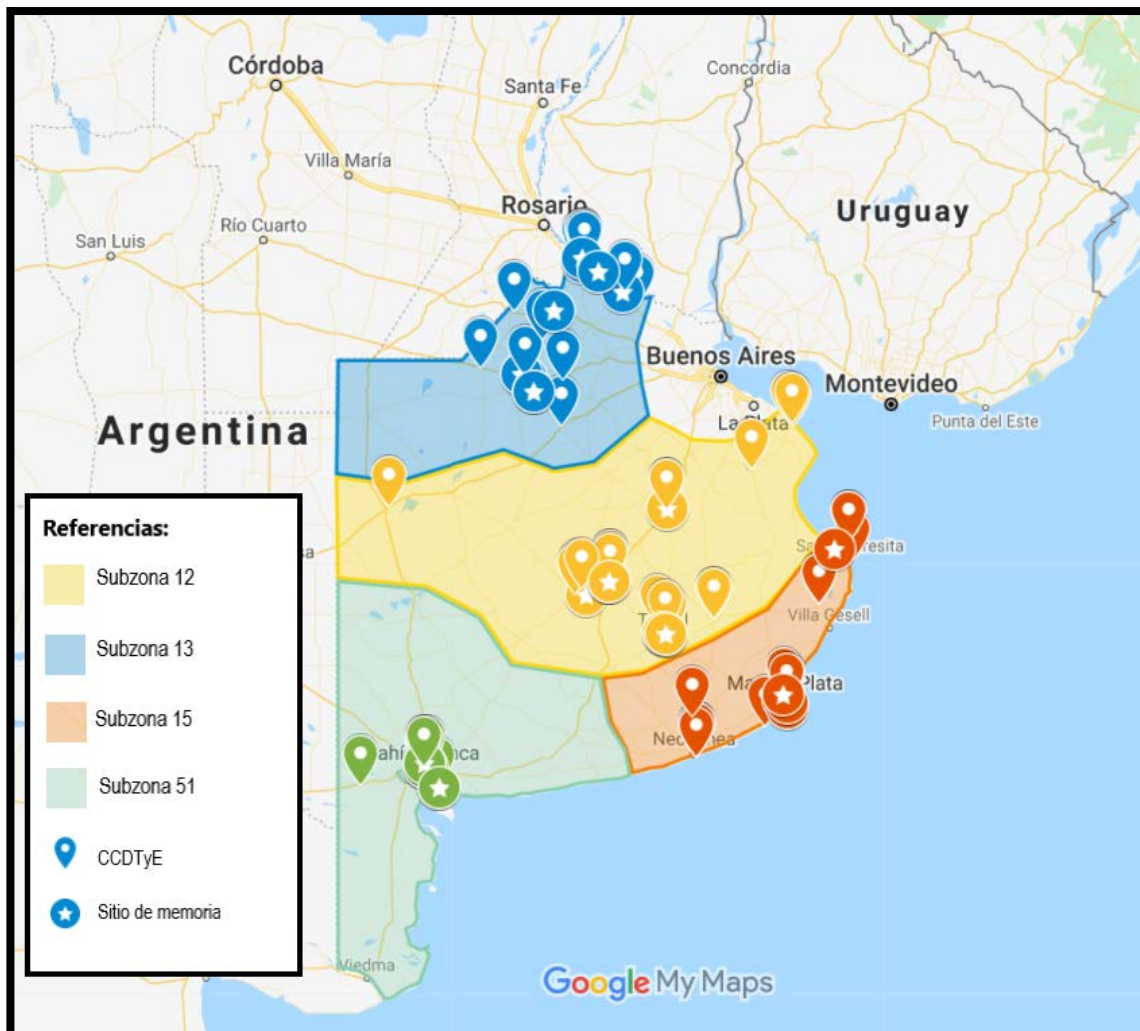 Córdoba
Santa Fe
Concordia
Villa María
Rosario
Uruguay
Río Cuarto
San Luis
Buenos Aires
Montevideo
La Plata
Punta del Este
Argentina
Villa Gesell
Plata
Viedma
Referencias:
Subzona 12
Subzona 13
Subzona 15
Subzona 51
CCDTyE
Sitio de memoria
Google My Maps